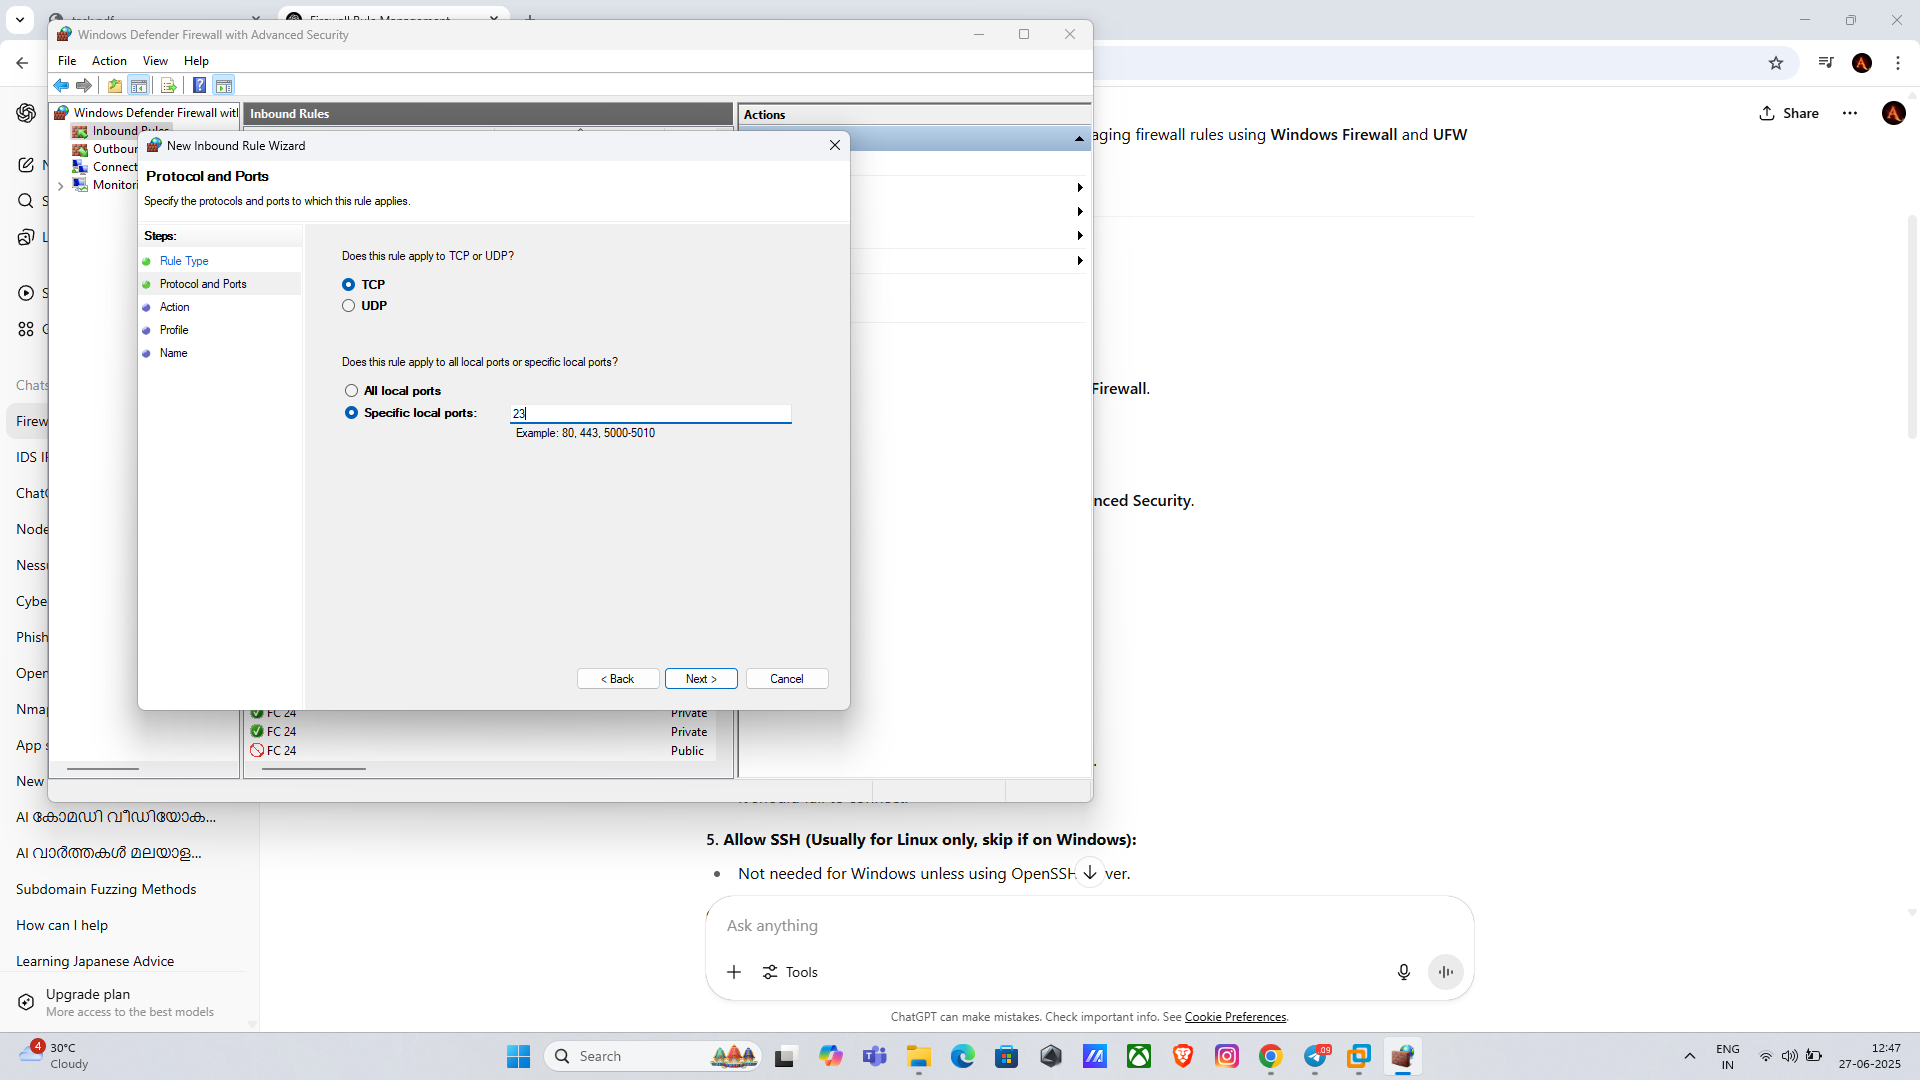 Firewall Rule Management
Windows Defender Firewall with Advanced Security
File Action View Help
Windows Defender Firewall with
Inbound Rules
Outboun
Connect
Monitori
Inbound Rules
Actions
New Inbound Rule Wizard
Protocol and Ports
Specify the protocols and ports to which this rule applies.
Steps:
Rule Type
Protocol and Ports
Action
Profile
Name
Does this rule apply to TCP or UDP?
TCP
UDP
Does this rule apply to all local ports or specific local ports?
All local ports
Specific local ports: 23
Example: 80, 443, 5000-5010
< Back Next > Cancel
FC 24 Private
FC 24 Private
FC 24 Public
Share
aging firewall rules using Windows Firewall and UFW
Firewall.
nced Security.
5. Allow SSH (Usually for Linux only, skip if on Windows):
Not needed for Windows unless using OpenSSH ver.
Chats
Firew
IDS I
Chat
Node
Ness
Cybe
Phish
Open
Nmap
App s
New
AI കോമഡി വീഡിയോക...
AI വാർത്തകൾ മലയാള...
Subdomain Fuzzing Methods
How can I help
Learning Japanese Advice
Upgrade plan
More access to the best models
Ask anything
Tools
ChatGPT can make mistakes. Check important info. See Cookie Preferences.
4
30°C
Cloudy
Search
.09
ENG
IN
12:47
27-06-2025